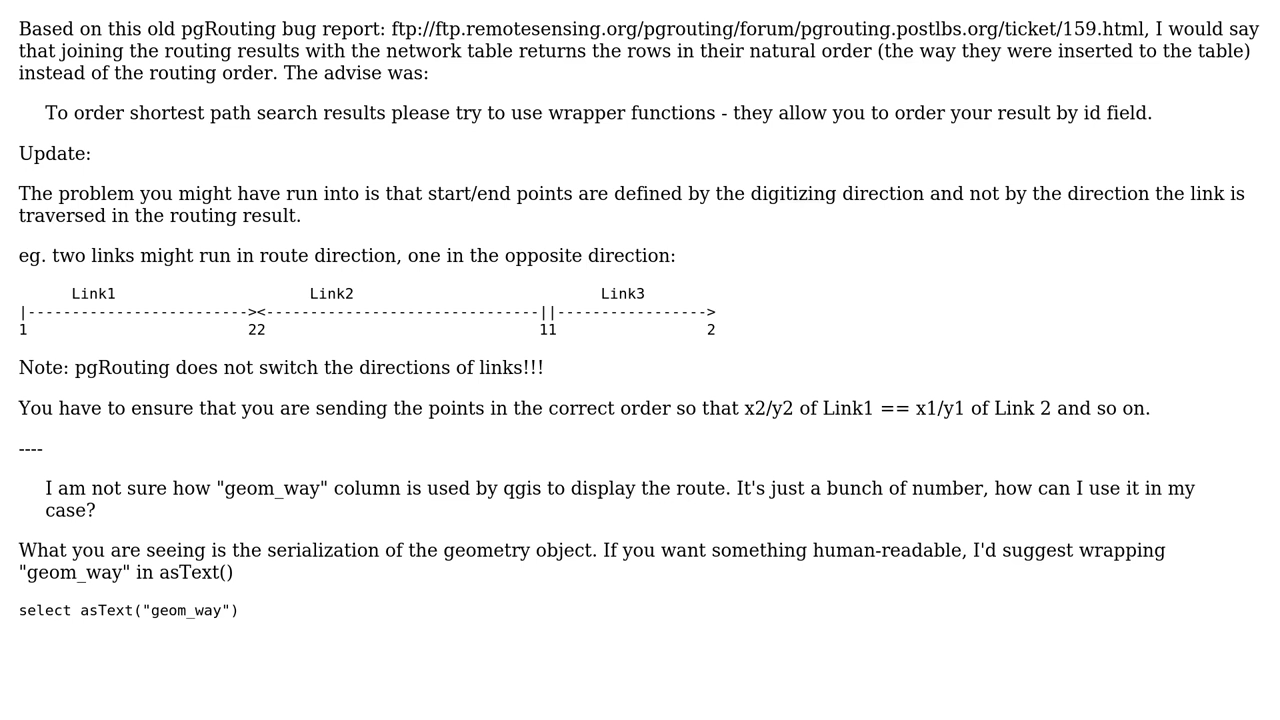 Based on this old pgRouting bug report: ftp://ftp.remotesensing.org/pgrouting/forum/pgrouting.postlbs.org/ticket/159.html, I would say
that joining the routing results with the network table returns the rows in their natural order (the way they were inserted to the table)
instead of the routing order. The advise was:
To order shortest path search results please try to use wrapper functions - they allow you to order your result by id field.
Update:
The problem you might have run into is that start/end points are defined by the digitizing direction and not by the direction the link is
traversed in the routing result.
eg. two links might run in route direction, one in the opposite direction:
      Link1                      Link2                            Link3
|------------------------->​<-------------------------------||----------------->
1                         22                               11                 2
Note: pgRouting does not switch the directions of links!!!
You have to ensure that you are sending the points in the correct order so that x2/y2 of Link1 == x1/y1 of Link 2 and so on.
----
I am not sure how "geom_way" column is used by qgis to display the route. It's just a bunch of number, how can I use it in my
case?
What you are seeing is the serialization of the geometry object. If you want something human-readable, I'd suggest wrapping
"geom_way" in asText()
select asText("geom_way")